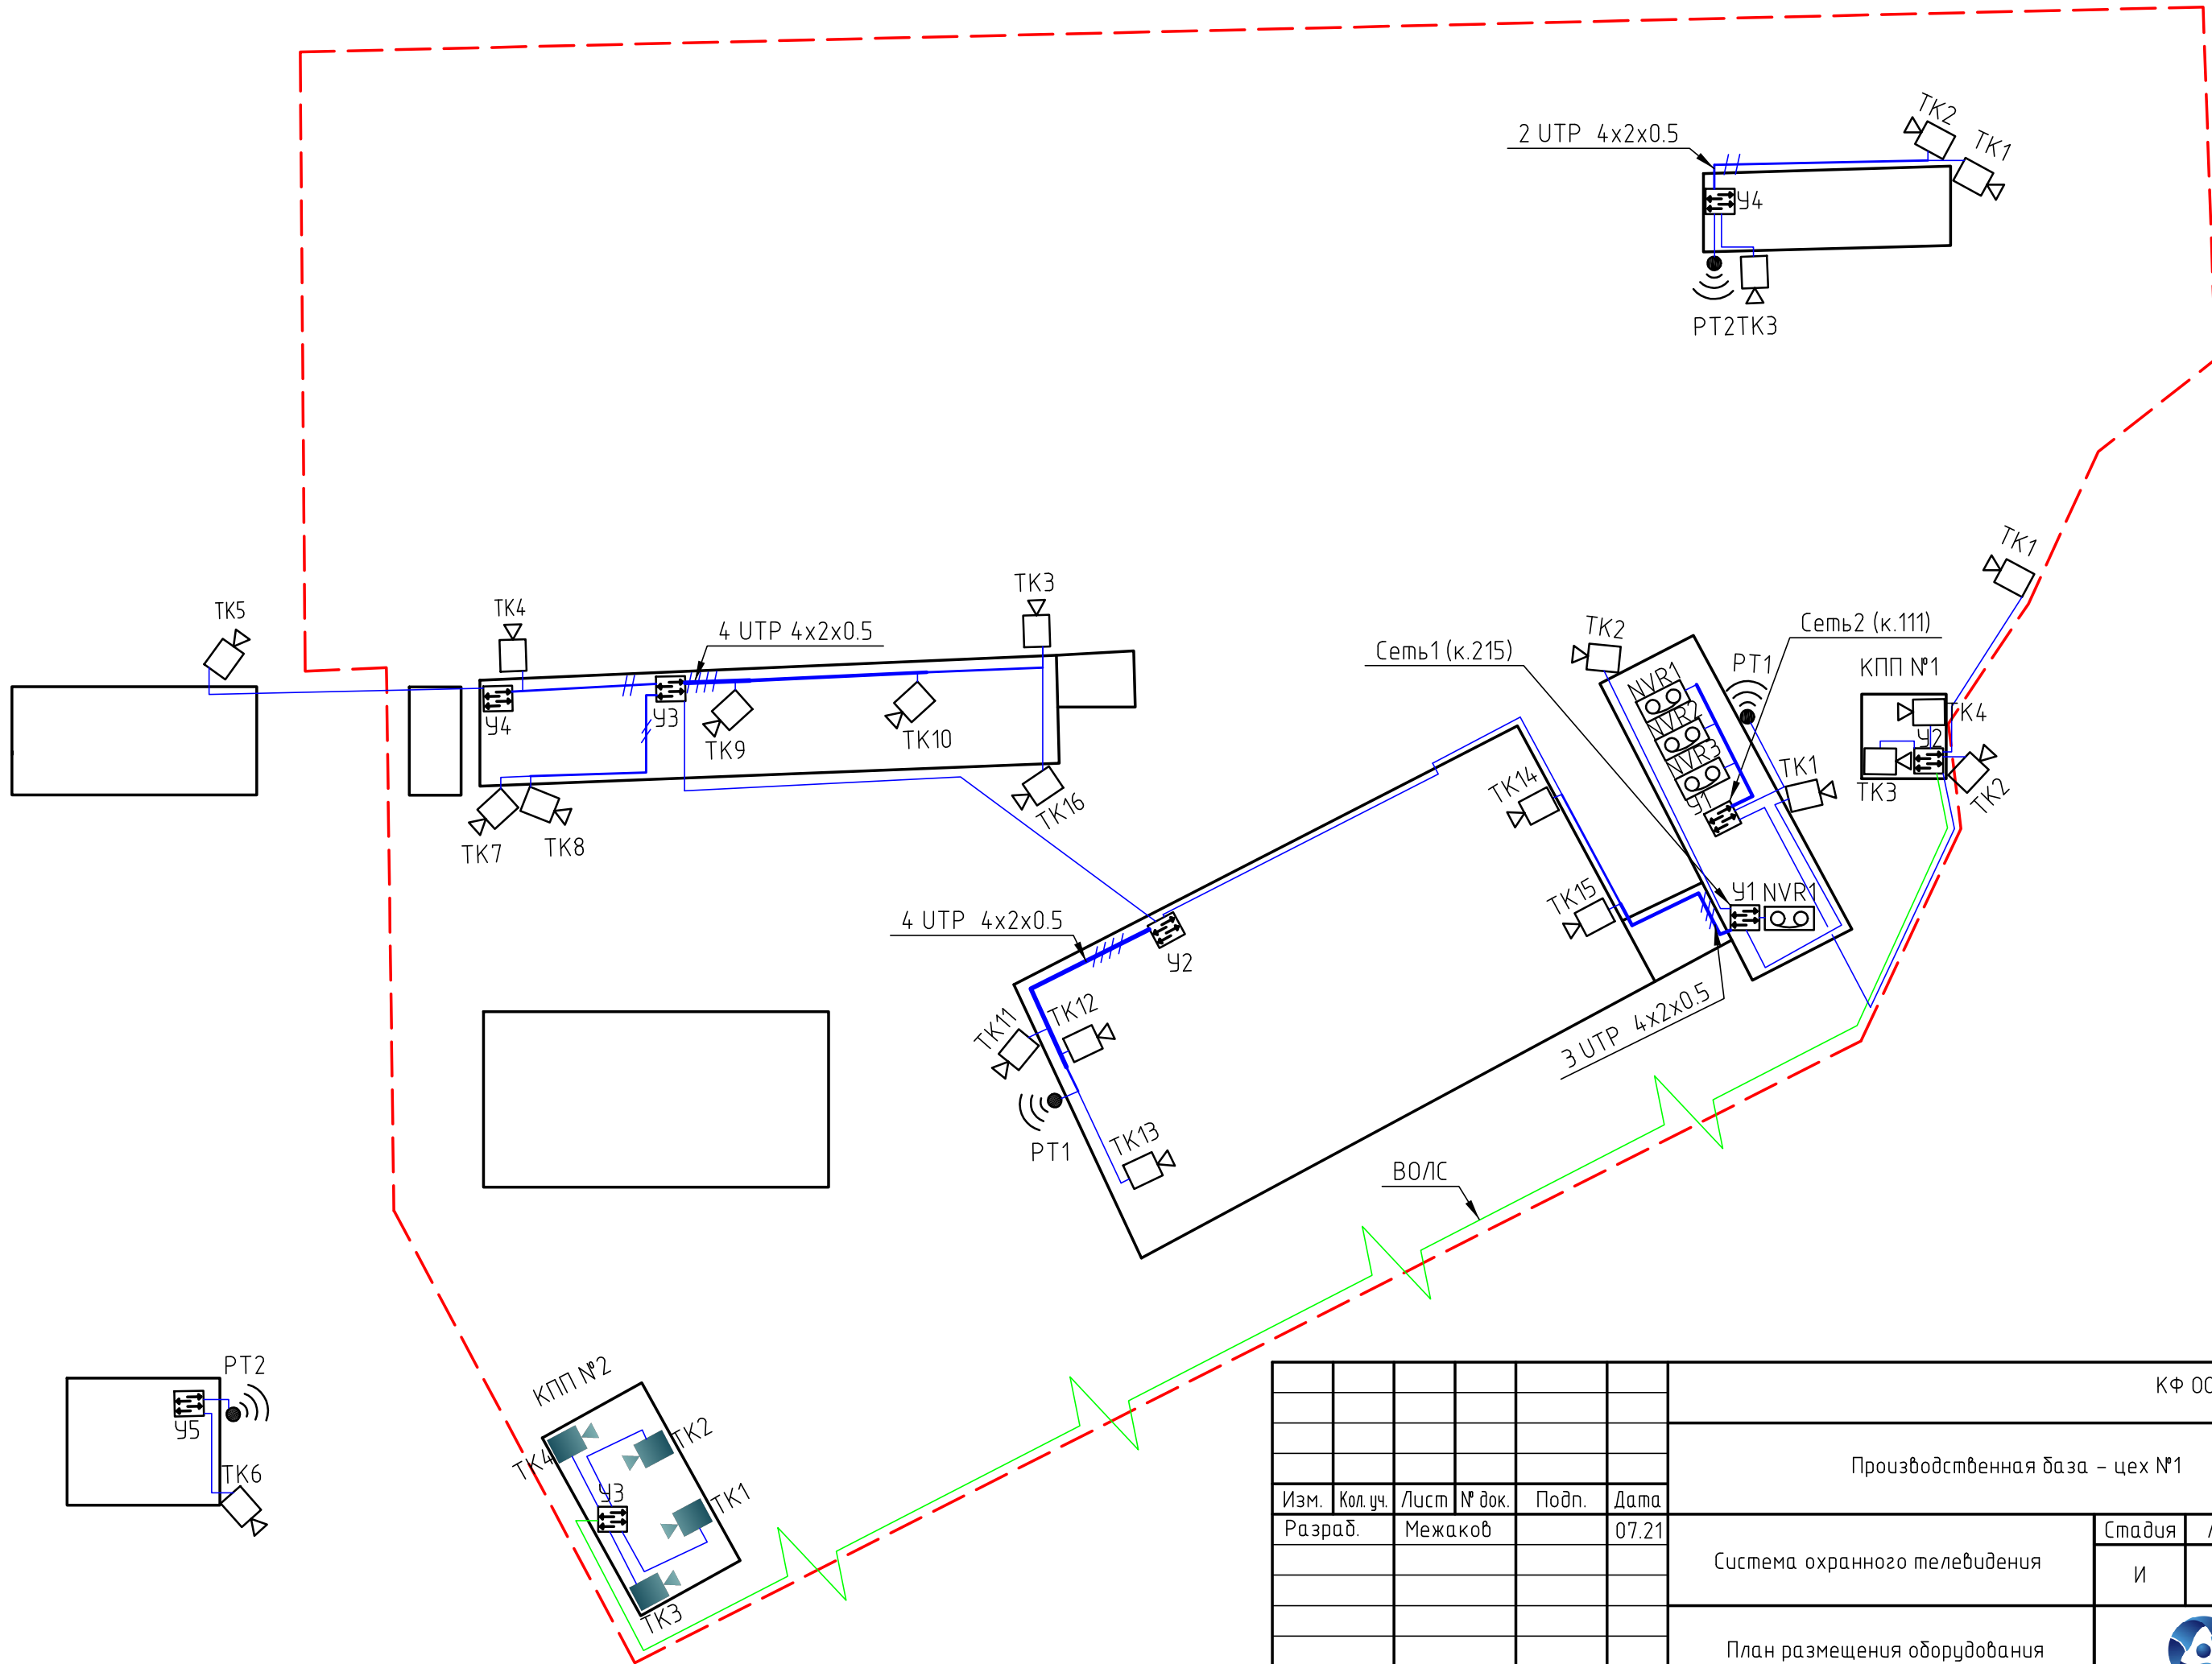 ТК2
ТК1
2 UTP 4x2x0.5
У4
РТ2
ТК3
ТК1
ТК5
ТК4
ТК3
4 UTP 4x2x0.5
Сеть2 (к.111)
Сеть1 (к.215)
ТК2
РТ1
КПП №1
NVR1
NVR2
NVR3
У1
ТК1
ТК4
У2
ТК3
ТК2
У4
У3
ТК9
ТК10
ТК16
ТК7
ТК8
ТК14
ТК15
У1
NVR1
4 UTP 4x2x0.5
У2
3 UTP 4x2x0.5
ТК11
ТК12
РТ1
ТК13
ВОЛС
РТ2
У5
ТК6
КПП №2
ТК4
ТК2
У3
ТК1
ТК3
КФ ОО
Производственная база – цех №1
Изм.
Кол. уч.
Лист
№ док.
Подп.
Дата
Разраб.
Межаков
07.21
Система охранного телевидения
Стадия
И
План размещения оборудования